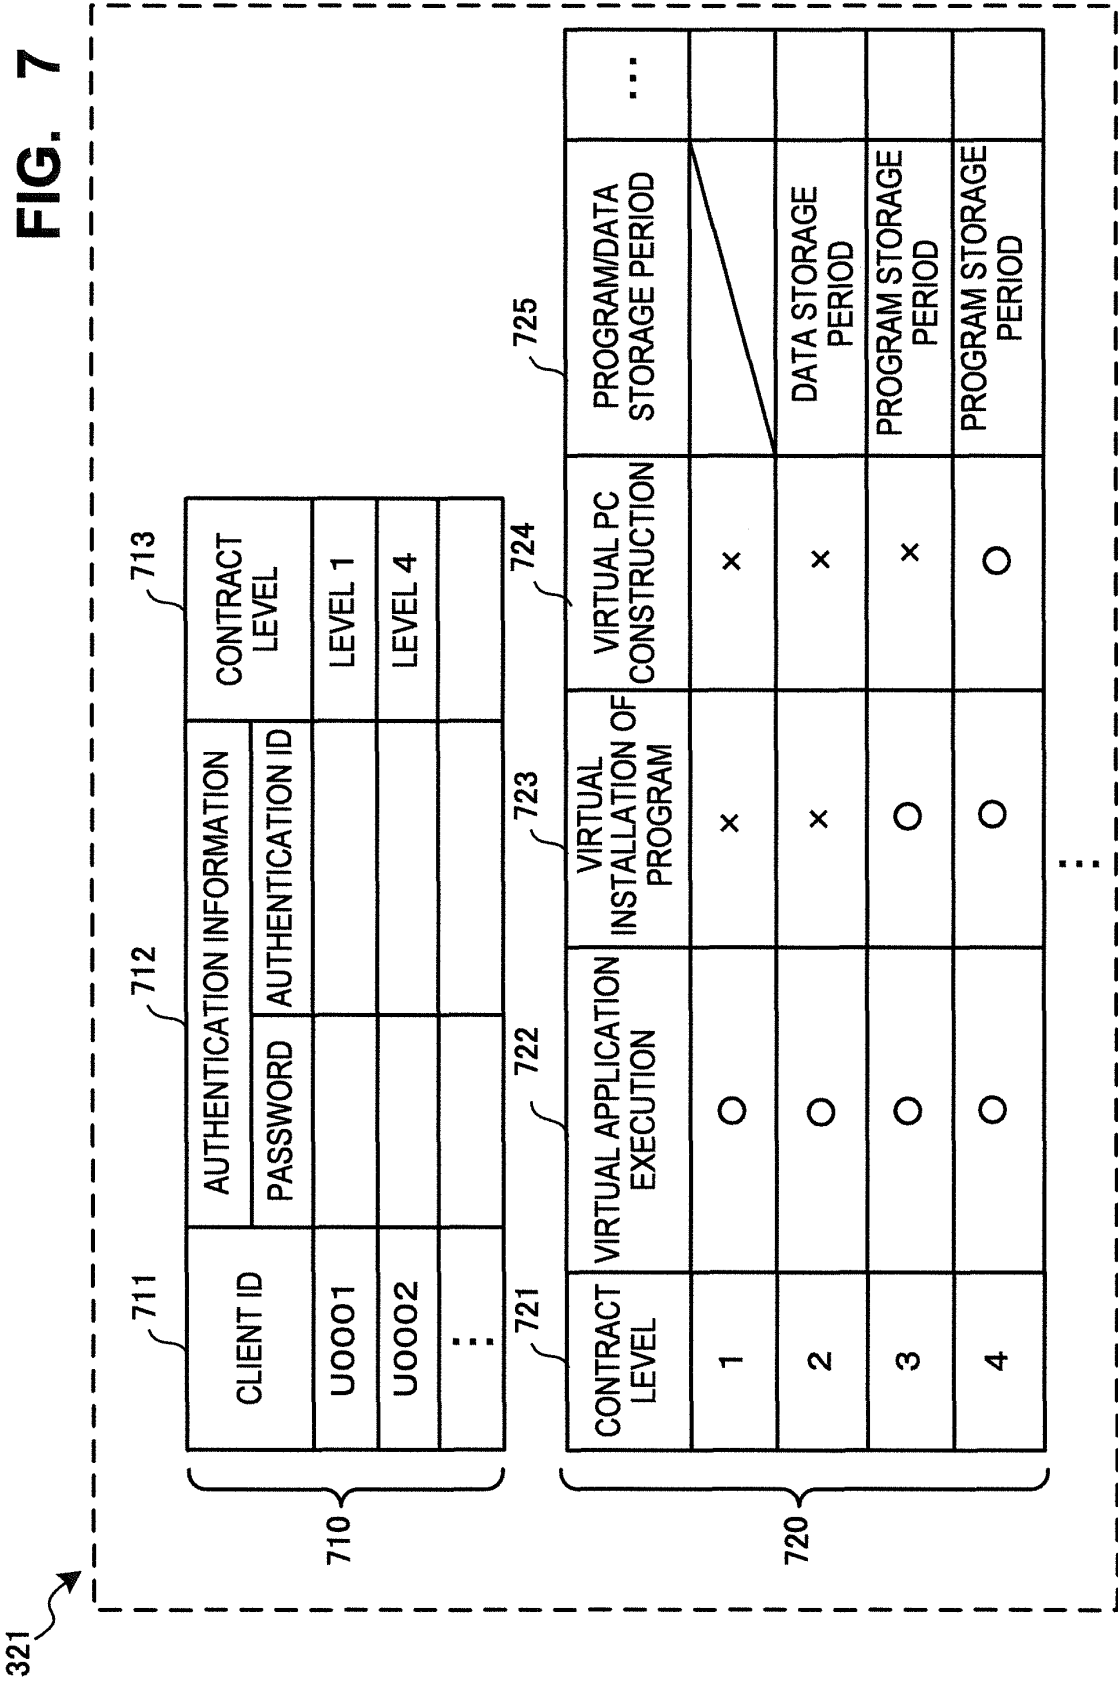 FIG. 7
321
711
712
713
CLIENT ID
AUTHENTICATION INFORMATION
CONTRACT
LEVEL
PASSWORD
AUTHENTICATION ID
U0001
LEVEL 1
U0002
LEVEL 4
⋮
710
721
722
723
724
725
CONTRACT
LEVEL
VIRTUAL APPLICATION
EXECUTION
VIRTUAL
INSTALLATION OF
PROGRAM
VIRTUAL PC
CONSTRUCTION
PROGRAM/DATA
STORAGE PERIOD
...
1 ○ × ×
2 ○ × ×
DATA STORAGE
PERIOD
3 ○ ○ ×
PROGRAM STORAGE
PERIOD
4 ○ ○ ○
PROGRAM STORAGE
PERIOD
⋮
720